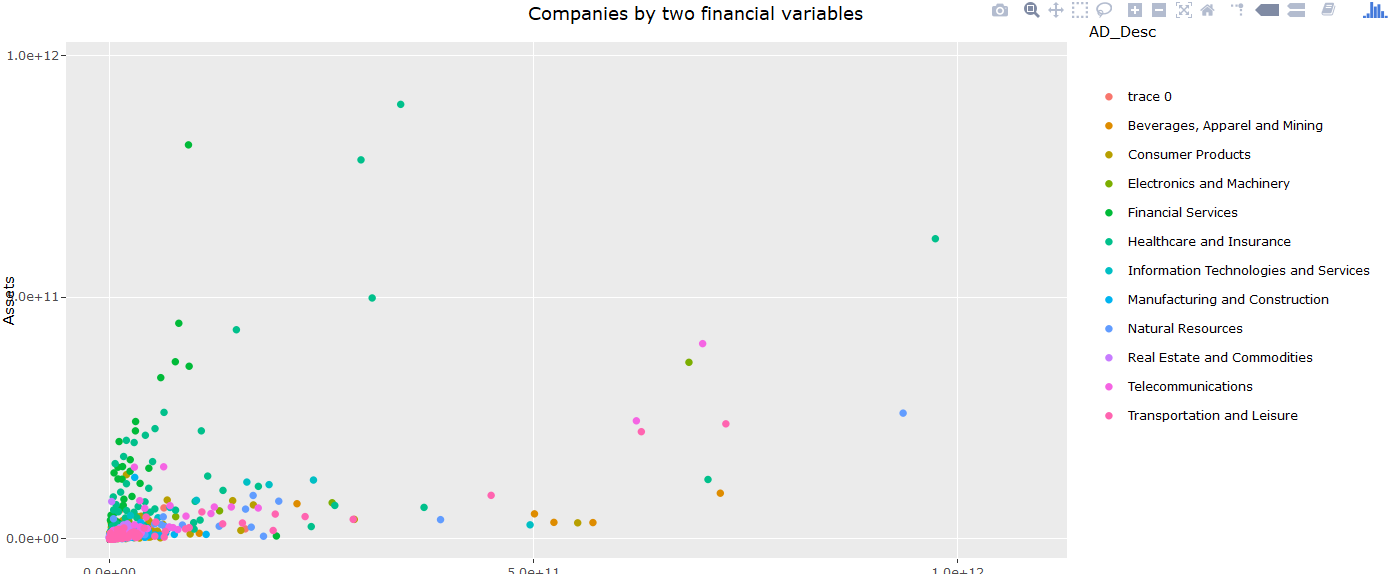 Companies by two financial variables
AD_Desc
1.0e+12
trace 0
Beverages, Apparel and Mining
Consumer Products
Electronics and Machinery
Financial Services
Healthcare and Insurance
Information Technologies and Services
Manufacturing and Construction
Natural Resources
Real Estate and Commodities
Telecommunications
Transportation and Leisure
Assets
0.0e+00
0.0e+00
5.0e+11
1.0e+12